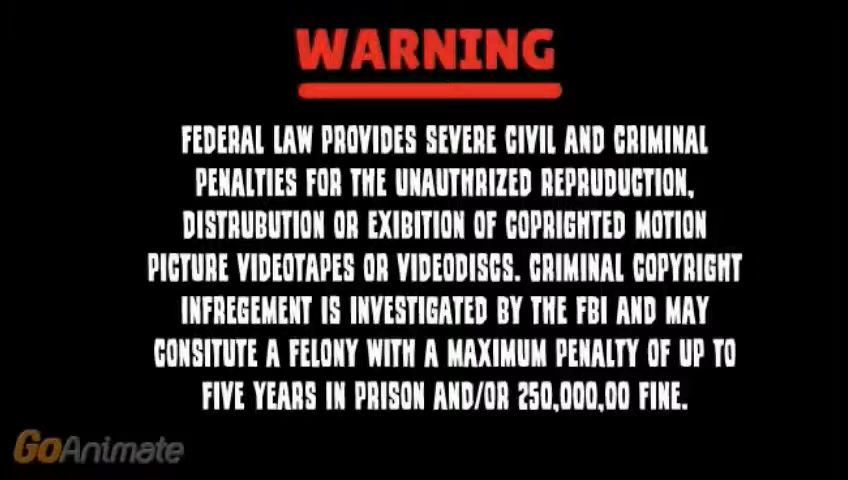 WARNING
FEDERAL LAW PROVIDES SEVERE CIVIL AND CRIMINAL
PENALTIES FOR THE UNAUTHRIZED REPRUDUCTION,
DISTRUBUTION OR EXIBITION OF COPRIGHTED MOTION
PICTURE VIDEOTAPES OR VIDEODISCS. CRIMINAL COPYRIGHT
INFREGEMENT IS INVESTIGATED BY THE FBI AND MAY
CONSITUTE A FELONY WITH A MAXIMUM PENALTY OF UP TO
FIVE YEARS IN PRISON AND/OR 250,000,00 FINE.
GoAnimate